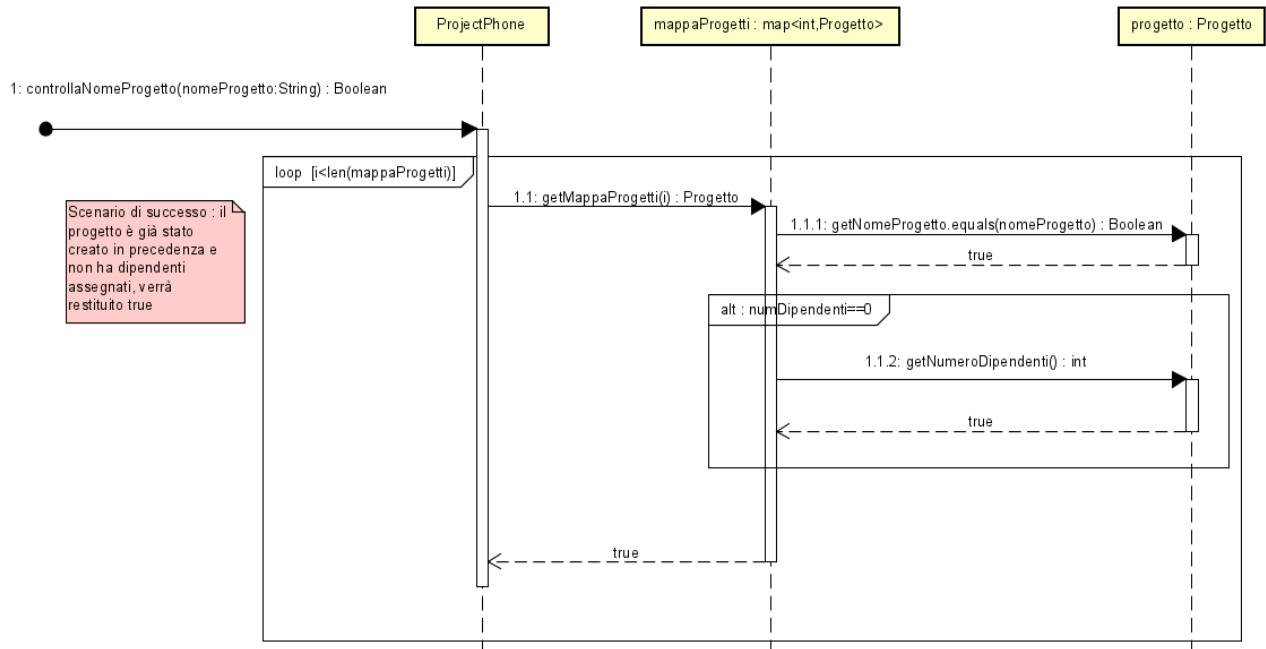 ProjectPhone
mappaProgetti : map<int,Progetto>
progetto : Progetto
1: controllaNomeProgetto(nomeProgetto:String) : Boolean
loop [i<len(mappaProgetti)]
1.1: getMappaProgetti(i) : Progetto
Scenario di successo : il
progetto è già stato
creato in precedenza e
non ha dipendenti
assegnati, verrà
restituito true
1.1.1: getNomeProgetto.equals(nomeProgetto) : Boolean
true
alt : numDipendenti==0
1.1.2: getNumeroDipendenti() : int
true
true